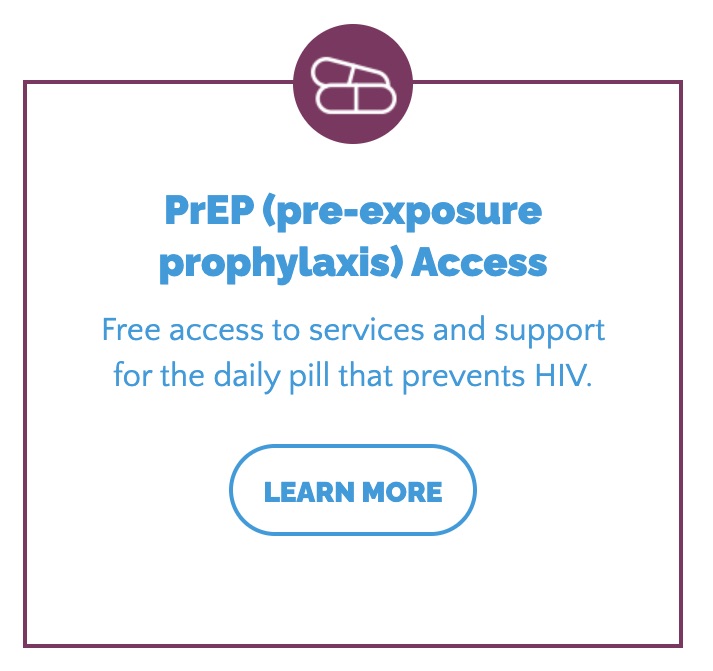 PrEP (pre-exposure
prophylaxis) Access
Free access to services and support
for the daily pill that prevents HIV.
LEARN MORE